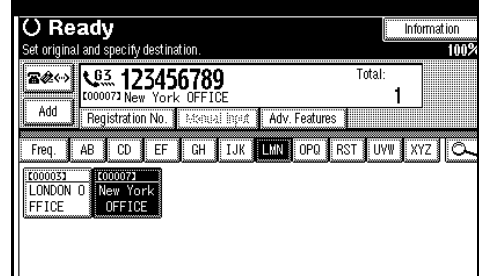 Ready
Information
Set original and specify destination.
100%
G3 123456789
Total:
[00007] New York OFFICE
1
Add
Registration No.
Manual Input
Adv. Features
Freq. AB CD EF GH IJK LMN OPQ RST UVW XYZ
[00003]
LONDON O
FFICE
[00007]
New York
OFFICE